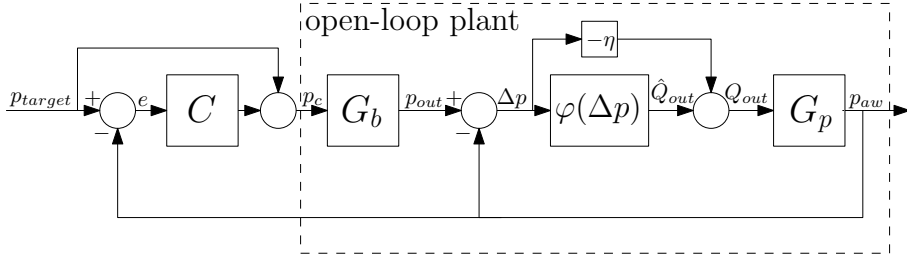 open-loop plant
−η
p_target + e C p_c G_b p_out + Δp φ(Δp) Q̂_out Q_out G_p p_aw
− −